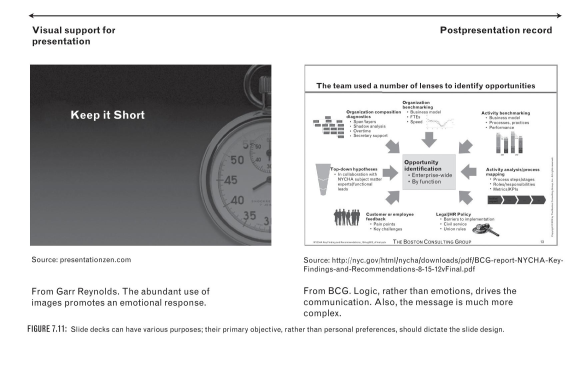 Visual support for
presentation
Postpresentation record
Keep it Short
50
45
40
35
The team used a number of lenses to identify opportunities
Organization composition
diagnostics
• Span/layers
• Shadow analysis
• Overtime
• Secretary support
Organization
benchmarking
• Business model
• FTEs
• Speed
Activity benchmarking
• Business model
• Processes, practices
• Performance
Top-down hypotheses
• In collaboration with
NYCHA subject matter
experts/functional
leads
Opportunity
identification
• Enterprise-wide
• By function
Activity analysis/process
mapping
• Process steps/stages
• Roles/responsibilities
• Metrics/KPIs
Customer or employee
feedback
• Pain points
• Key challenges
Legal/HR Policy
• Barriers to implementation
• Civil service
• Union rules
THE BOSTON CONSULTING GROUP
Source: presentationzen.com
Source: http://nyc.gov/html/nycha/downloads/pdf/BCG-report-NYCHA-Key-
Findings-and-Recommendations-8-15-12vFinal.pdf
From Garr Reynolds. The abundant use of
images promotes an emotional response.
From BCG. Logic, rather than emotions, drives the
communication. Also, the message is much more
complex.
FIGURE 7.11: Slide decks can have various purposes; their primary objective, rather than personal preferences, should dictate the slide design.